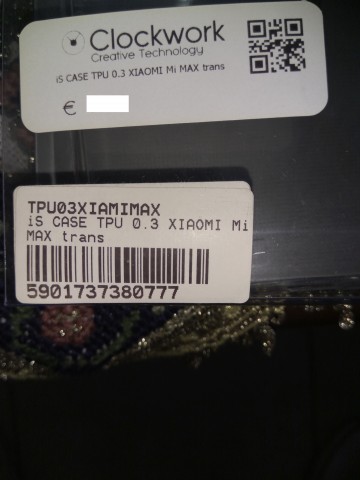 Clockwork
Creative Technology
iS CASE TPU 0.3 XIAOMI Mi MAX trans
€
TPU03XIAMIMAX
iS CASE TPU 0.3 XIAOMI Mi
MAX trans
5901737380777